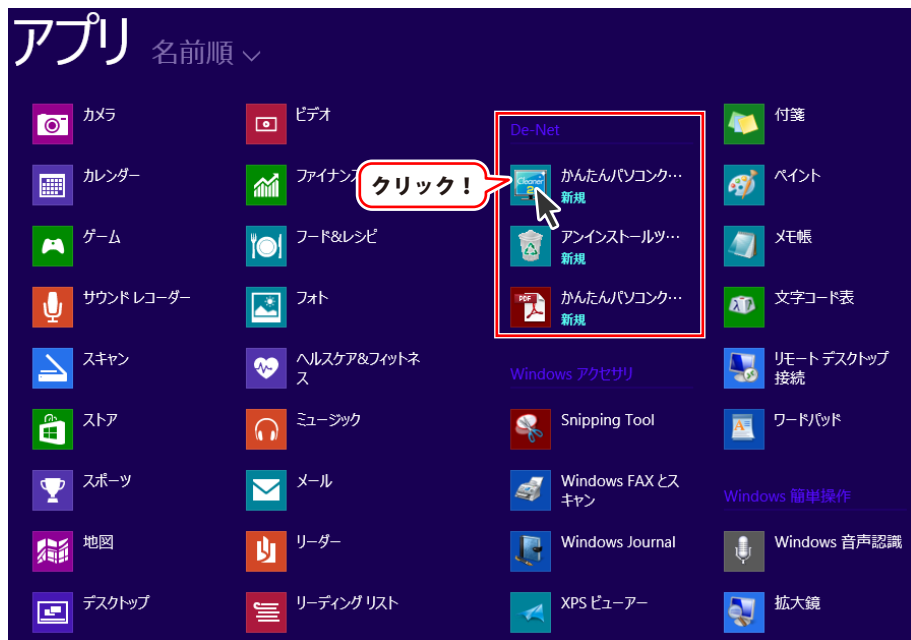 アプリ 名前順
カメラ
カレンダー
ゲーム
サウンド レコーダー
スキャン
ストア
スポーツ
地図
デスクトップ
ビデオ
ファイナンス
フード&レシピ
フォト
ヘルスケア&フィットネ
ス
ミュージック
メール
リーダー
リーディング リスト
De-Net
クリック！
Cleaner
2
かんたんパソコンク…
新規
アンインストールツ…
新規
PDF
かんたんパソコンク…
新規
Windows アクセサリ
Snipping Tool
Windows FAX とス
キャン
Windows Journal
XPS ビューアー
付箋
ペイント
メモ帳
文字コード表
リモート デスクトップ
接続
ワードパッド
Windows 簡単操作
Windows 音声認識
拡大鏡